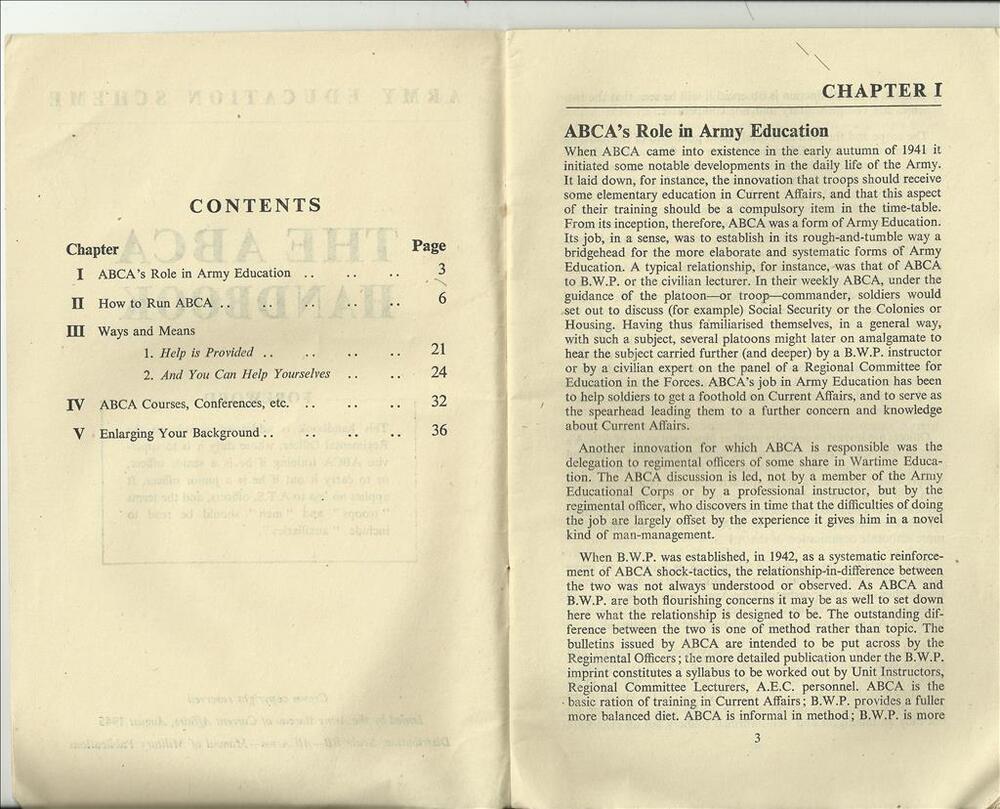 CONTENTS
Chapter Page
I ABCA's Role in Army Education .. .. .. 3
II How to Run ABCA .. .. .. .. .. 6
III Ways and Means
1. Help is Provided .. .. .. .. 21
2. And You Can Help Yourselves .. .. 24
IV ABCA Courses, Conferences, etc. .. .. .. 32
V Enlarging Your Background .. .. .. .. 36
CHAPTER I
ABCA's Role in Army Education
When ABCA came into existence in the early autumn of 1941 it
initiated some notable developments in the daily life of the Army.
It laid down, for instance, the innovation that troops should receive
some elementary education in Current Affairs, and that this aspect
of their training should be a compulsory item in the time-table.
From its inception, therefore, ABCA was a form of Army Education.
Its job, in a sense, was to establish in its rough-and-tumble way a
bridgehead for the more elaborate and systematic forms of Army
Education. A typical relationship, for instance, was that of ABCA
to B.W.P. or the civilian lecturer. In their weekly ABCA, under the
guidance of the platoon—or troop—commander, soldiers would
set out to discuss (for example) Social Security or the Colonies or
Housing. Having thus familiarised themselves, in a general way,
with such a subject, several platoons might later on amalgamate to
hear the subject carried further (and deeper) by a B.W.P. instructor
or by a civilian expert on the panel of a Regional Committee for
Education in the Forces. ABCA's job in Army Education has been
to help soldiers to get a foothold on Current Affairs, and to serve as
the spearhead leading them to a further concern and knowledge
about Current Affairs.
Another innovation for which ABCA is responsible was the
delegation to regimental officers of some share in Wartime Educa-
tion. The ABCA discussion is led, not by a member of the Army
Educational Corps or by a professional instructor, but by the
regimental officer, who discovers in time that the difficulties of doing
the job are largely offset by the experience it gives him in a novel
kind of man-management.
When B.W.P. was established, in 1942, as a systematic reinforce-
ment of ABCA shock-tactics, the relationship-in-difference between
the two was not always understood or observed. As ABCA and
B.W.P. are both flourishing concerns it may be as well to set down
here what the relationship is designed to be. The outstanding dif-
ference between the two is one of method rather than topic. The
bulletins issued by ABCA are intended to be put across by the
Regimental Officers; the more detailed publication under the B.W.P.
imprint constitutes a syllabus to be worked out by Unit Instructors,
Regional Committee Lecturers, A.E.C. personnel. ABCA is the
basic ration of training in Current Affairs; B.W.P. provides a fuller
more balanced diet. ABCA is informal in method; B.W.P. is more
3